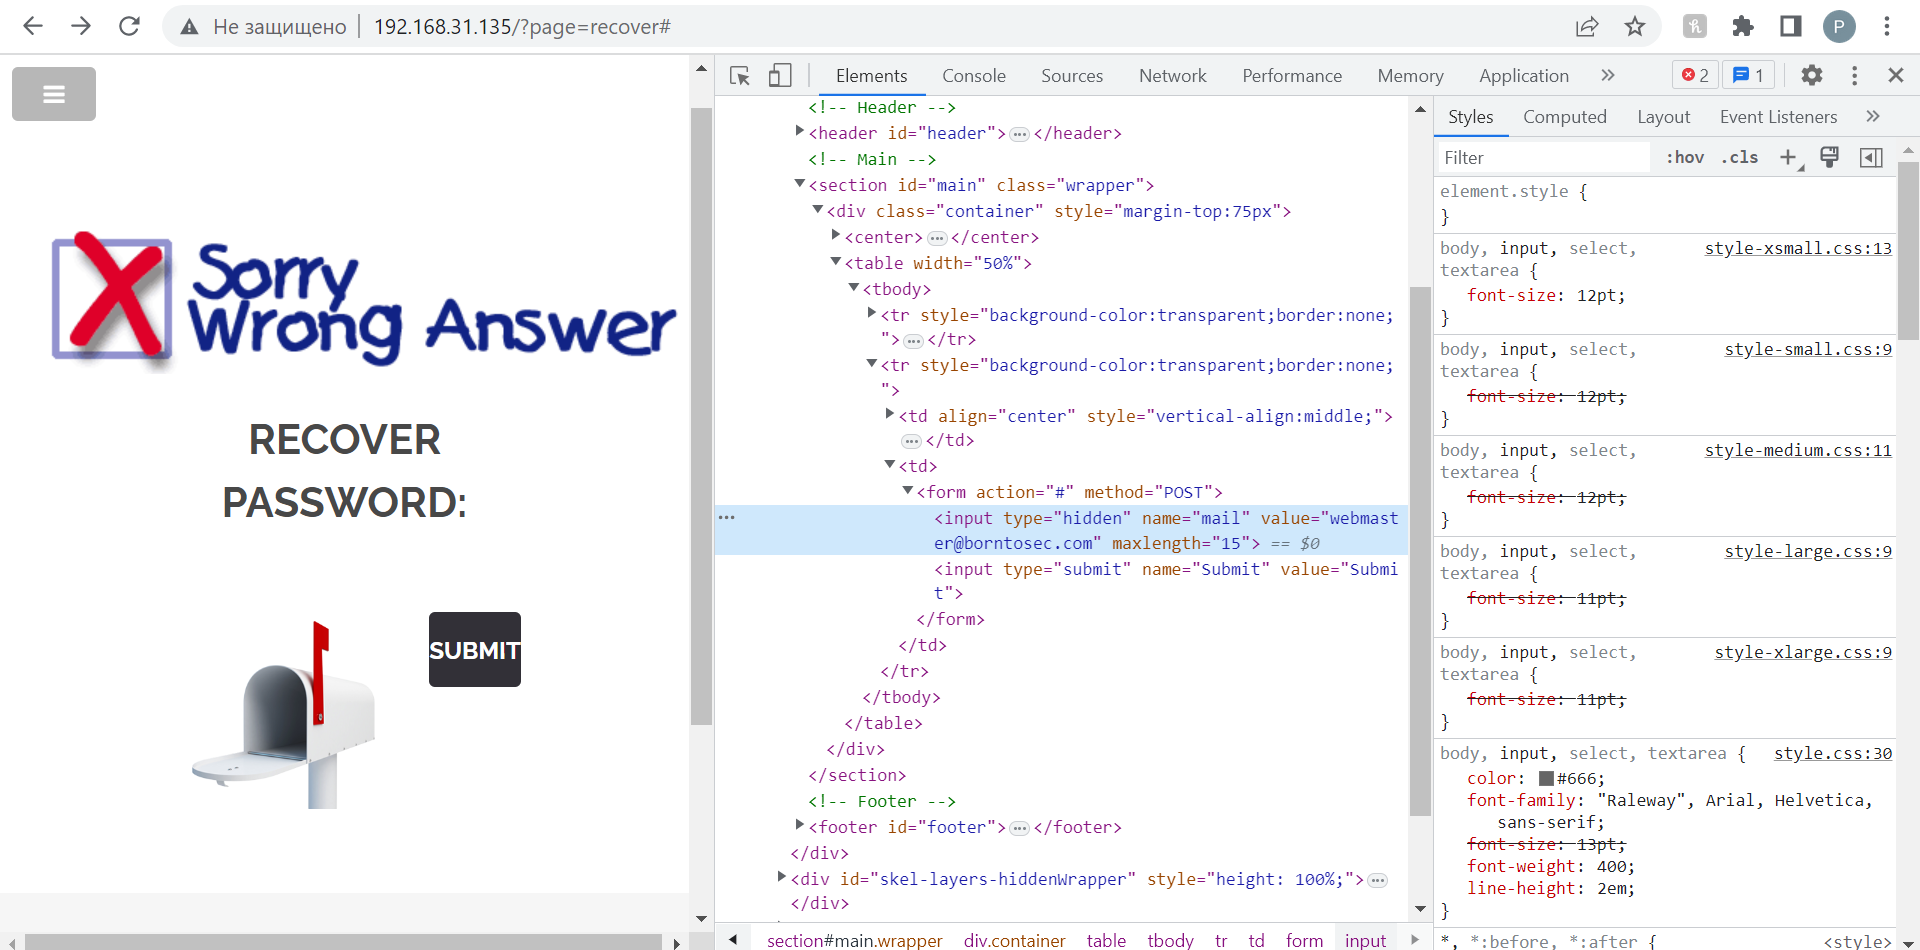 Не защищено | 192.168.31.135/?page=recover#
P
Sorry
Wrong Answer
RECOVER
PASSWORD:
SUBMIT
Elements Console Sources Network Performance Memory Application » 2 1
<!-- Header -->
<header id="header"> ••• </header>
<!-- Main -->
<section id="main" class="wrapper">
<div class="container" style="margin-top:75px">
<center> ••• </center>
<table width="50%">
<tbody>
<tr style="background-color:transparent;border:none;
"> ••• </tr>
<tr style="background-color:transparent;border:none;
">
<td align="center" style="vertical-align:middle;">
••• </td>
<td>
<form action="#" method="POST">
<input type="hidden" name="mail" value="webmast
er@borntosec.com" maxlength="15"> == $0
<input type="submit" name="Submit" value="Submi
t">
</form>
</td>
</tr>
</tbody>
</table>
</div>
</section>
<!-- Footer -->
<footer id="footer"> ••• </footer>
</div>
<div id="skel-layers-hiddenWrapper" style="height: 100%;"> •••
</div>
section#main.wrapper div.container table tbody tr td form input
Styles Computed Layout Event Listeners »
Filter :hov .cls +
element.style {
}
body, input, select, style-xsmall.css:13
textarea {
font-size: 12pt;
}
body, input, select, style-small.css:9
textarea {
font-size: 12pt;
}
body, input, select, style-medium.css:11
textarea {
font-size: 12pt;
}
body, input, select, style-large.css:9
textarea {
font-size: 11pt;
}
body, input, select, style-xlarge.css:9
textarea {
font-size: 11pt;
}
body, input, select, textarea { style.css:30
color: #666;
font-family: "Raleway", Arial, Helvetica,
sans-serif;
font-size: 13pt;
font-weight: 400;
line-height: 2em;
}
*, *:before, *:after { <style>